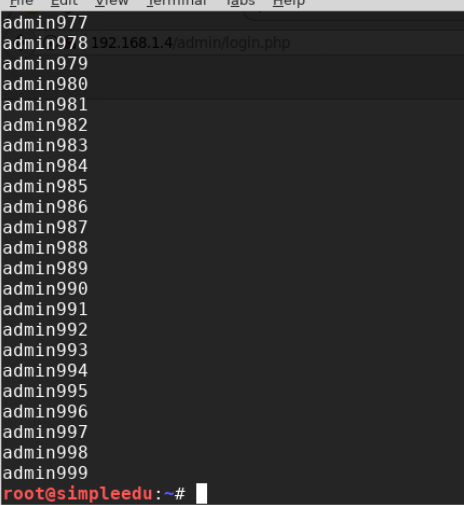 File Edit View Terminal Tabs Help
admin977
admin978 192.168.1.4/admin/login.php
admin979
admin980
admin981
admin982
admin983
admin984
admin985
admin986
admin987
admin988
admin989
admin990
admin991
admin992
admin993
admin994
admin995
admin996
admin997
admin998
admin999
root@simpleedu:~#